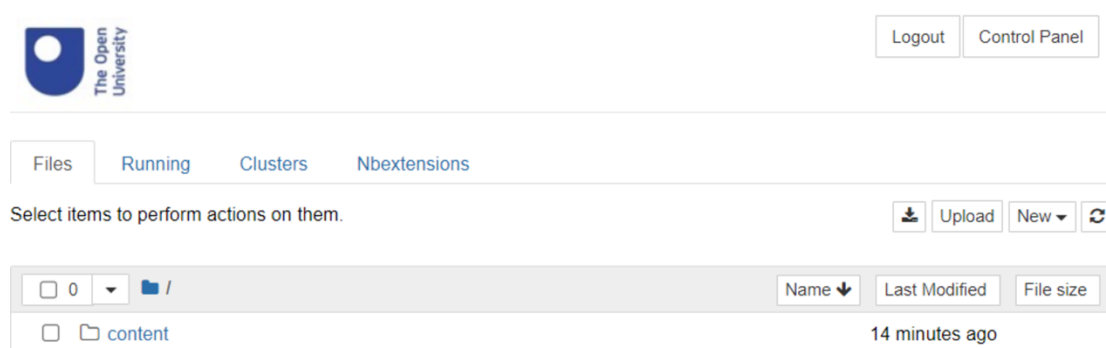 The Open
University
Logout Control Panel
Files Running Clusters Nbextensions
Select items to perform actions on them.
Upload New
0 / Name Last Modified File size
content 14 minutes ago